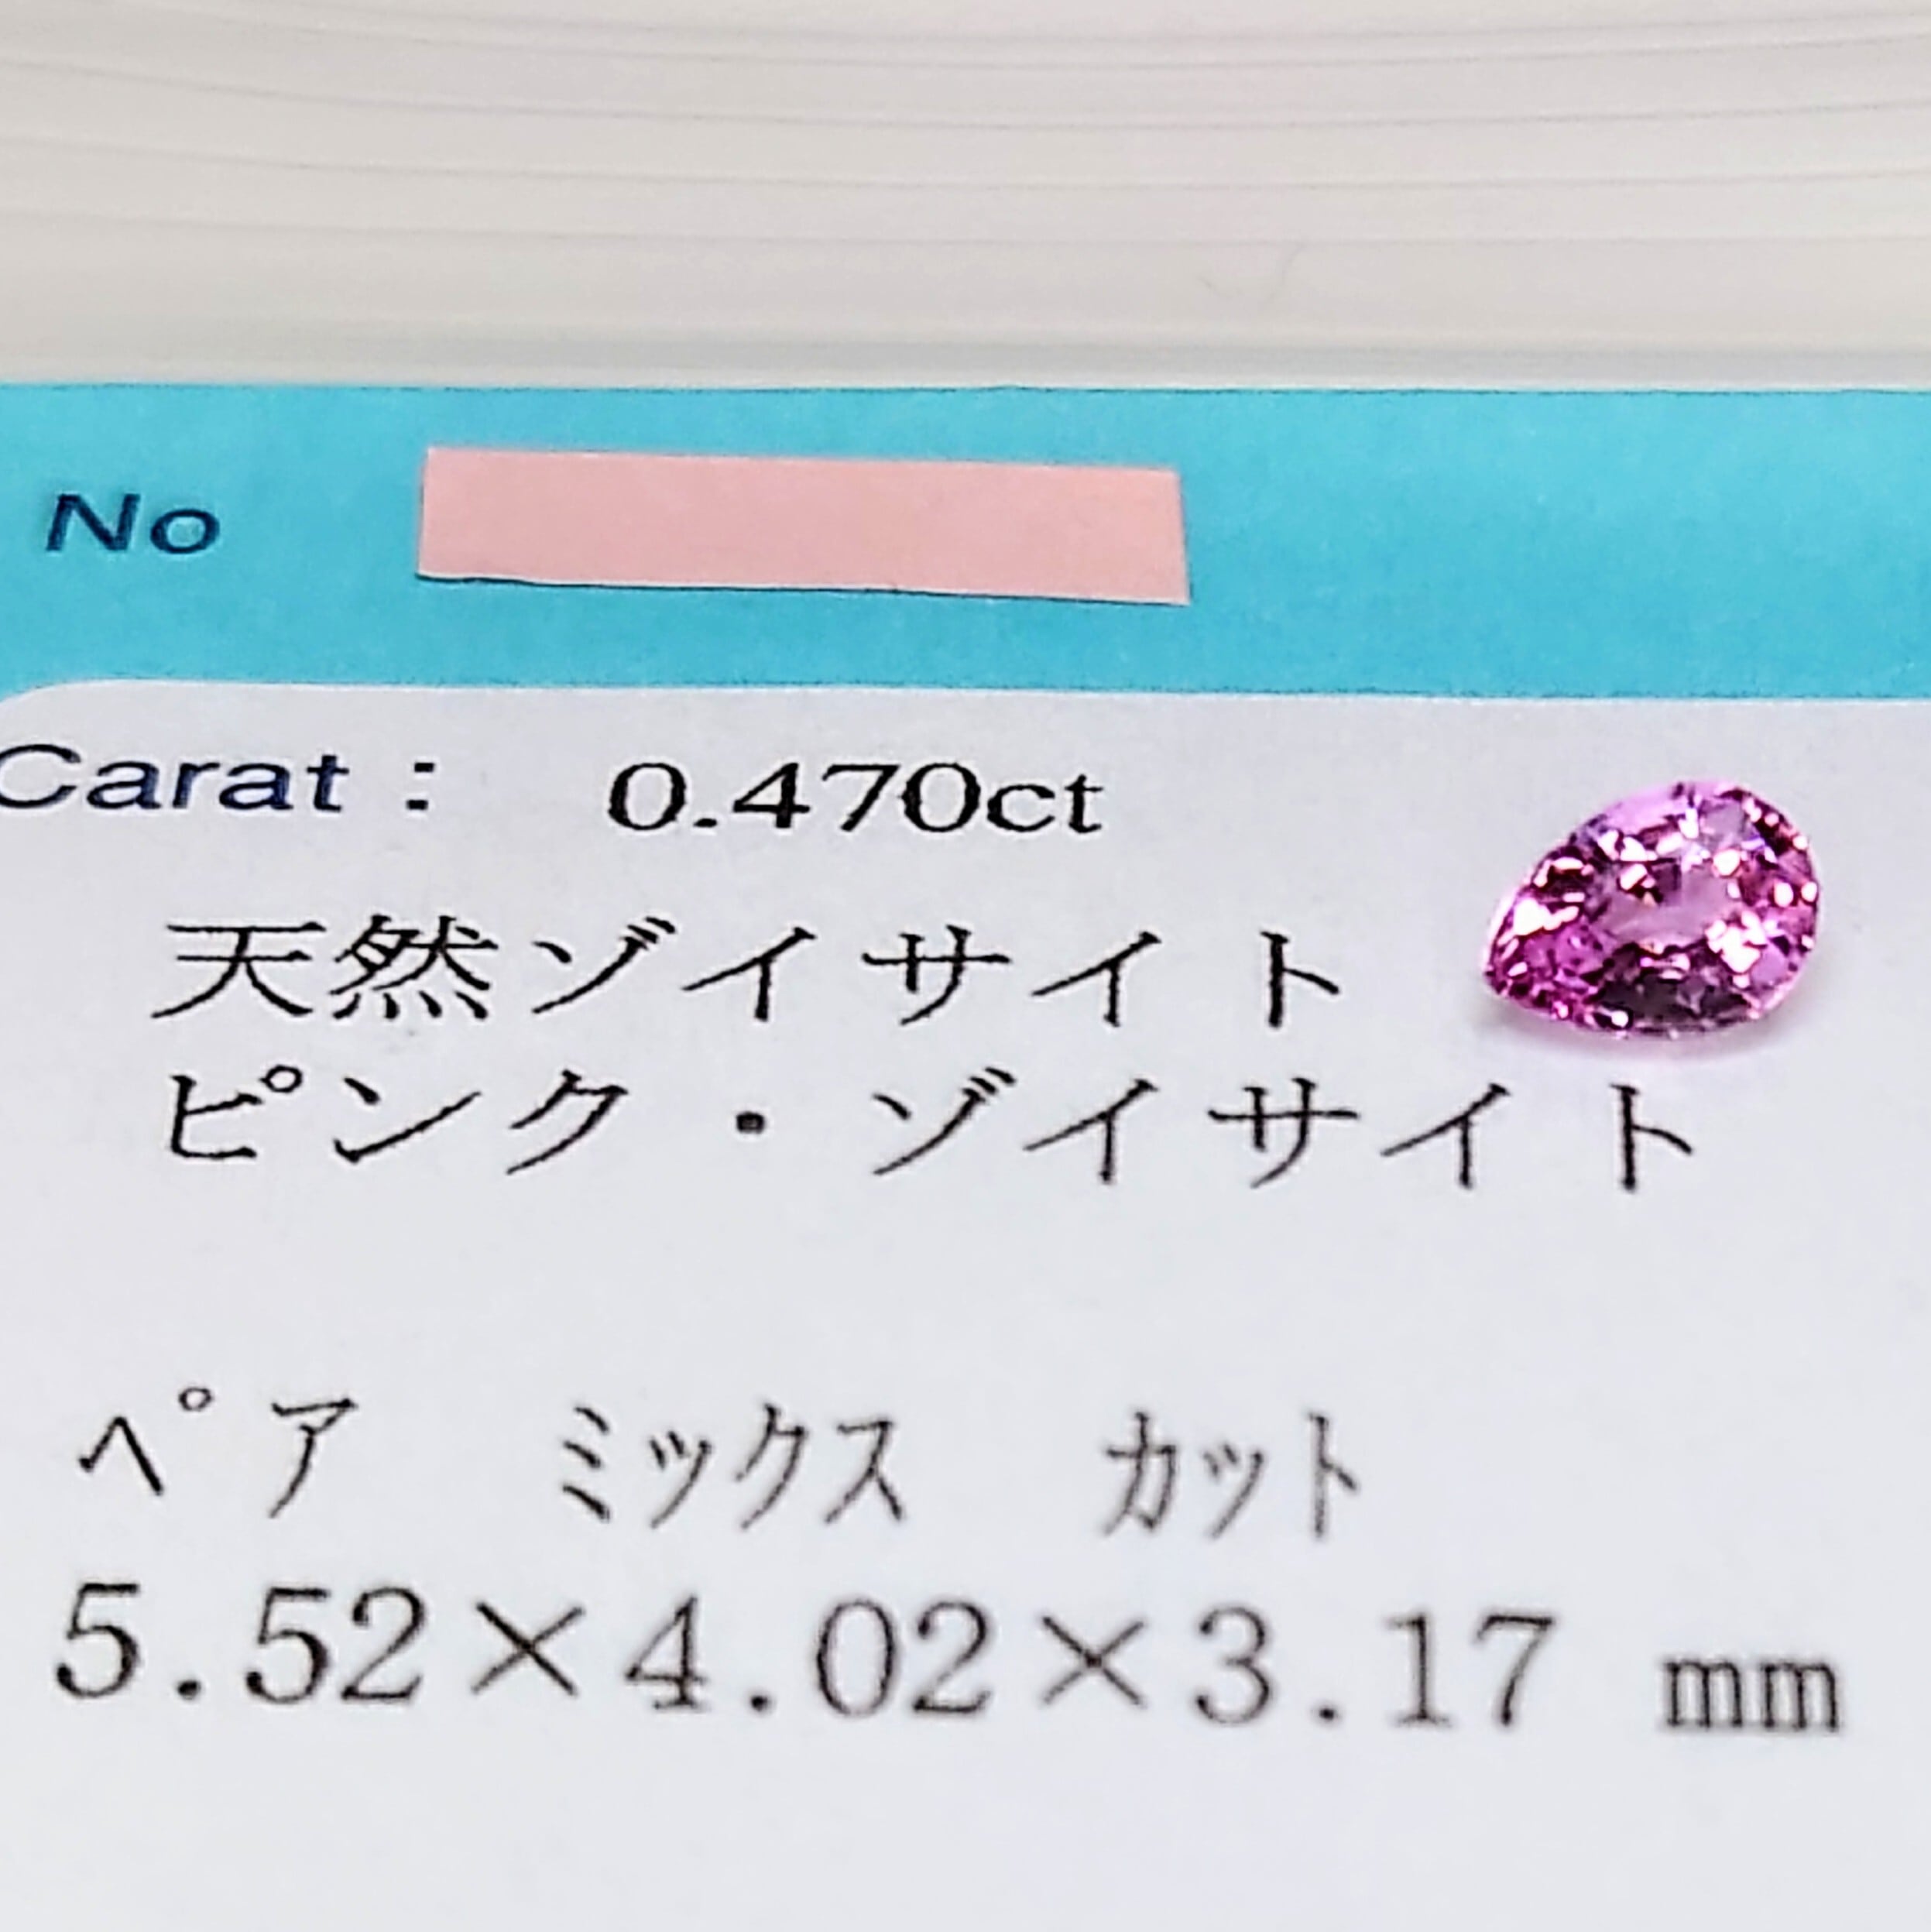 No
Carat : 0.470ct
天然ゾイサイト
ピンク・ゾイサイト
ペア ミックス カット
5.52×4.02×3.17 mm